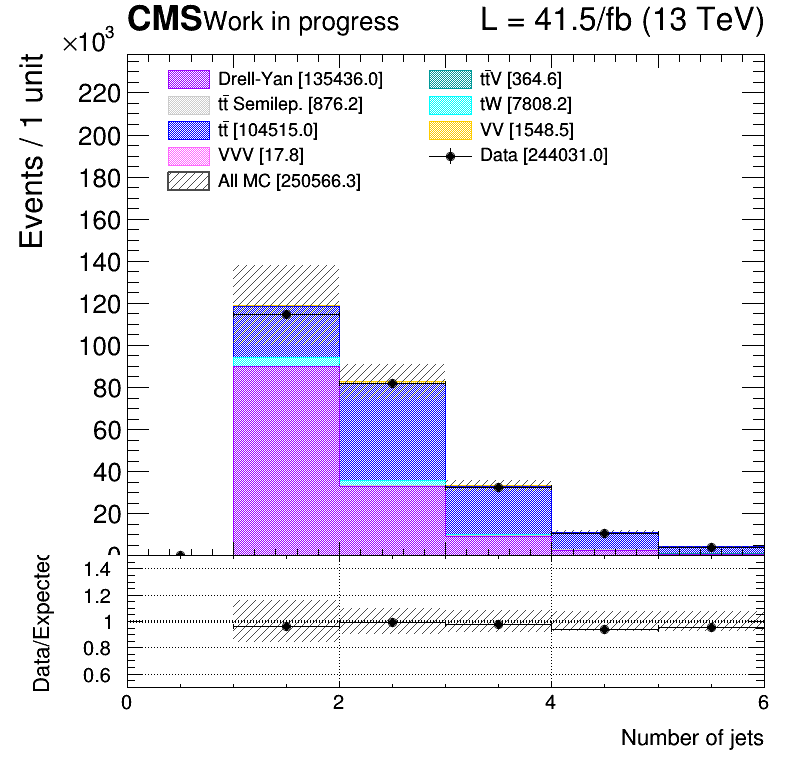 CMS Work in progress L = 41.5/fb (13 TeV)
×10³
Events / 1 unit
Drell-Yan [135436.0] tt̄V [364.6]
tt̄ Semilep. [876.2] tW [7808.2]
tt̄ [104515.0] VV [1548.5]
VVV [17.8] Data [244031.0]
All MC [250566.3]
220
200
180
160
140
120
100
80
60
40
20
0
Data/Expected
1.4
1.2
1
0.8
0.6
0 2 4 6
Number of jets